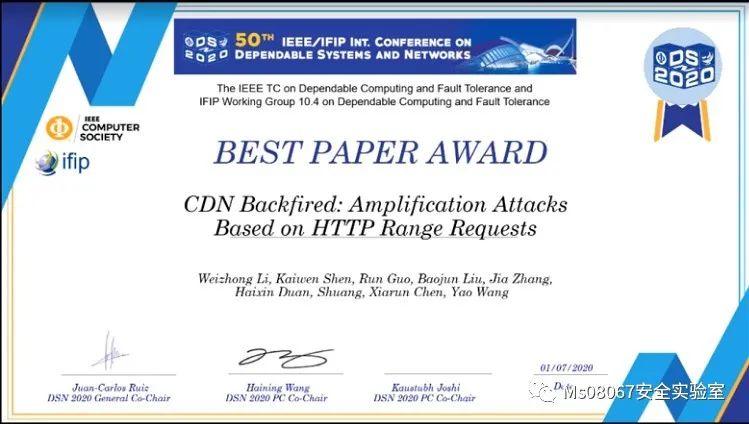 DS
2020
50TH IEEE/IFIP INT. CONFERENCE ON
DEPENDABLE SYSTEMS AND NETWORKS
DS
2020
The IEEE TC on Dependable Computing and Fault Tolerance and
IFIP Working Group 10.4 on Dependable Computing and Fault Tolerance
IEEE
COMPUTER
SOCIETY
ifip
BEST PAPER AWARD
CDN Backfired: Amplification Attacks
Based on HTTP Range Requests
Weizhong Li, Kaiwen Shen, Run Guo, Baojun Liu, Jia Zhang,
Haixin Duan, Shuang, Xiarun Chen, Yao Wang
01/07/2020
Juan-Carlos Ruiz
DSN 2020 General Co-Chair
Haining Wang
DSN 2020 PC Co-Chair
Kaustubh Joshi
DSN 2020 PC Co-Chair
Date
Ms08067安全实验室